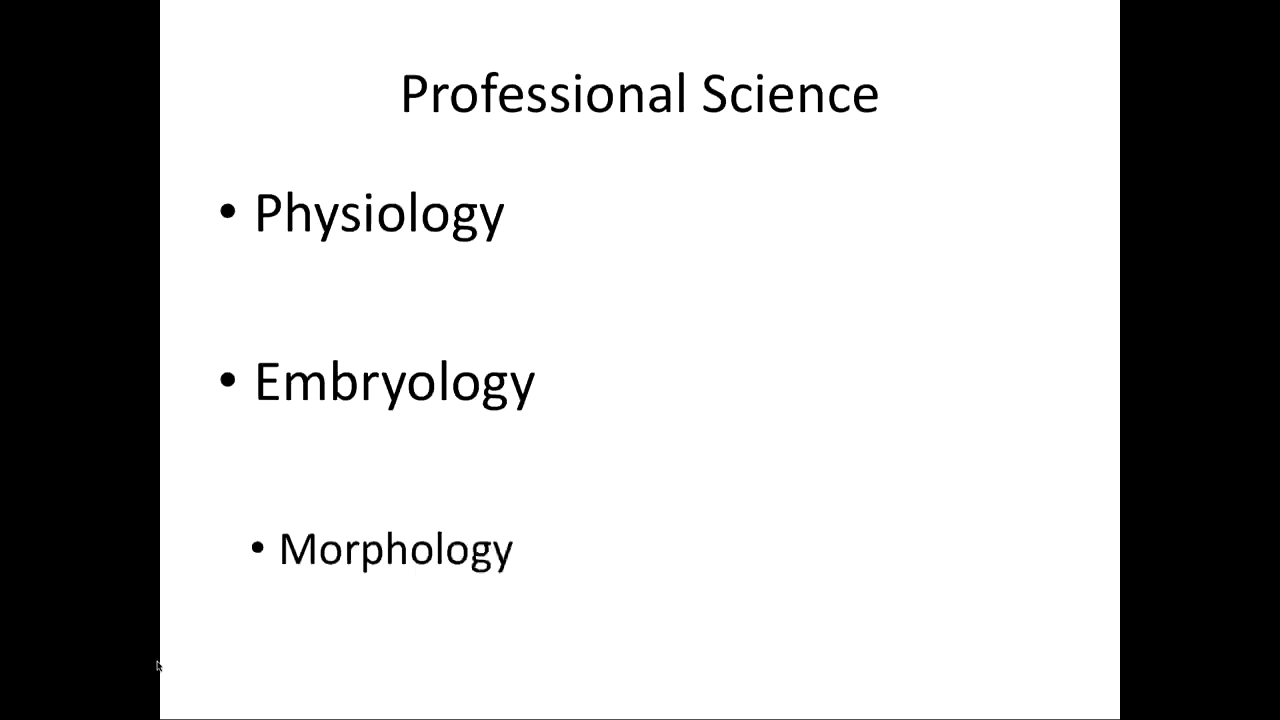 Professional Science
• Physiology
• Embryology
• Morphology